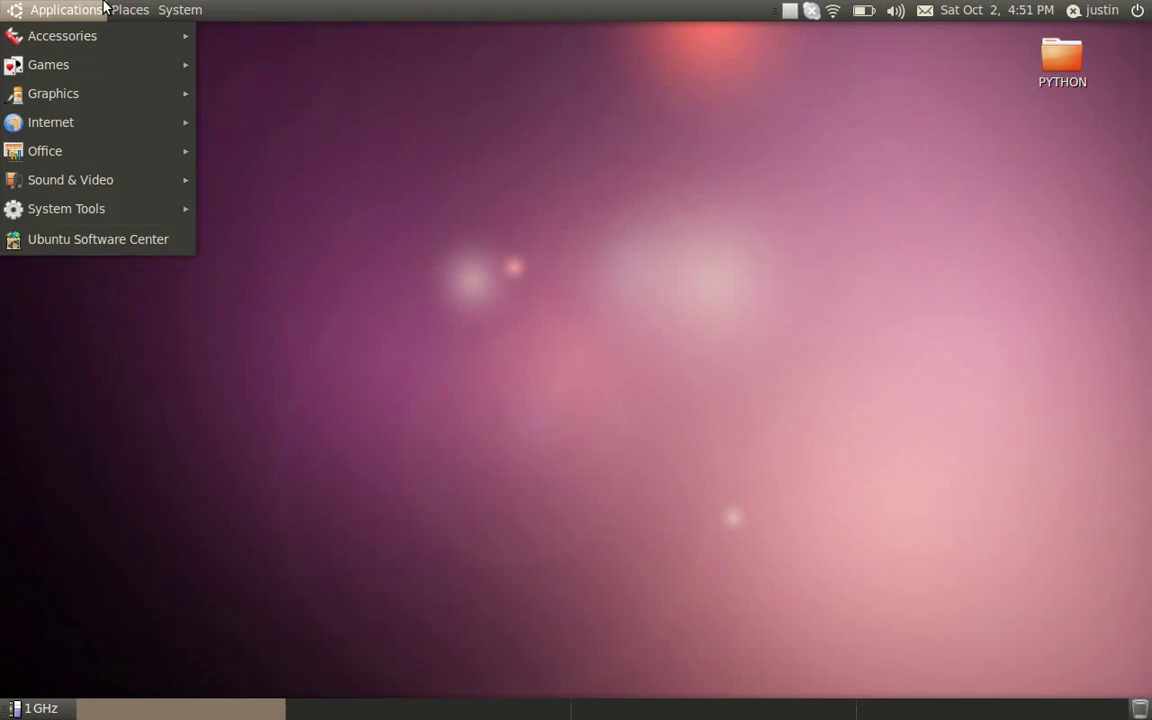 Applications Places System Sat Oct 2, 4:51 PM justin
Accessories
Games
Graphics
Internet
Office
Sound & Video
System Tools
Ubuntu Software Center
PYTHON
1 GHz